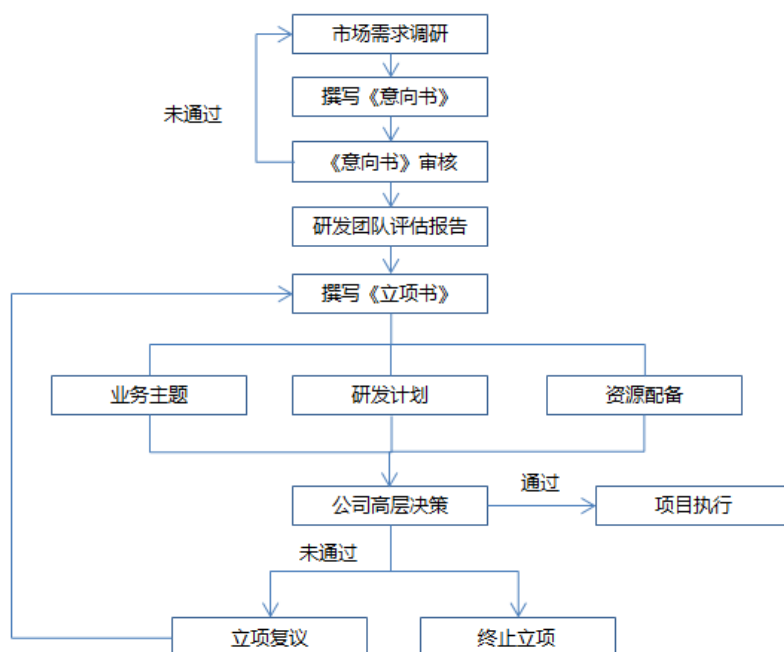 市场需求调研
撰写《意向书》
未通过
《意向书》审核
研发团队评估报告
撰写《立项书》
业务主题
研发计划
资源配备
公司高层决策
通过
项目执行
未通过
立项复议
终止立项